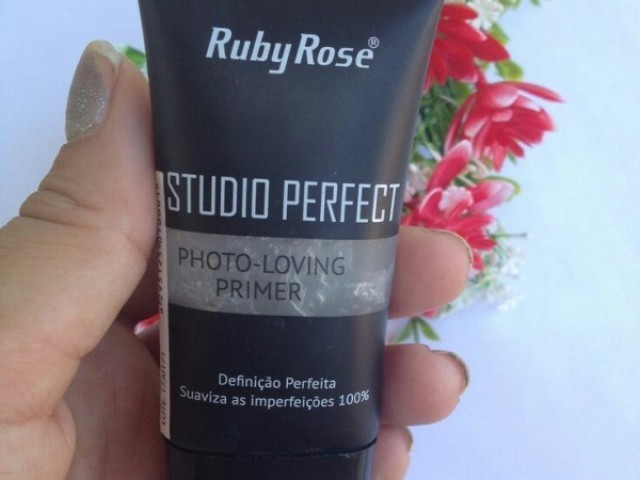 Ruby Rose®
STUDIO PERFECT
PHOTO-LOVING
PRIMER
Definição Perfeita
Suaviza as imperfeições 100%